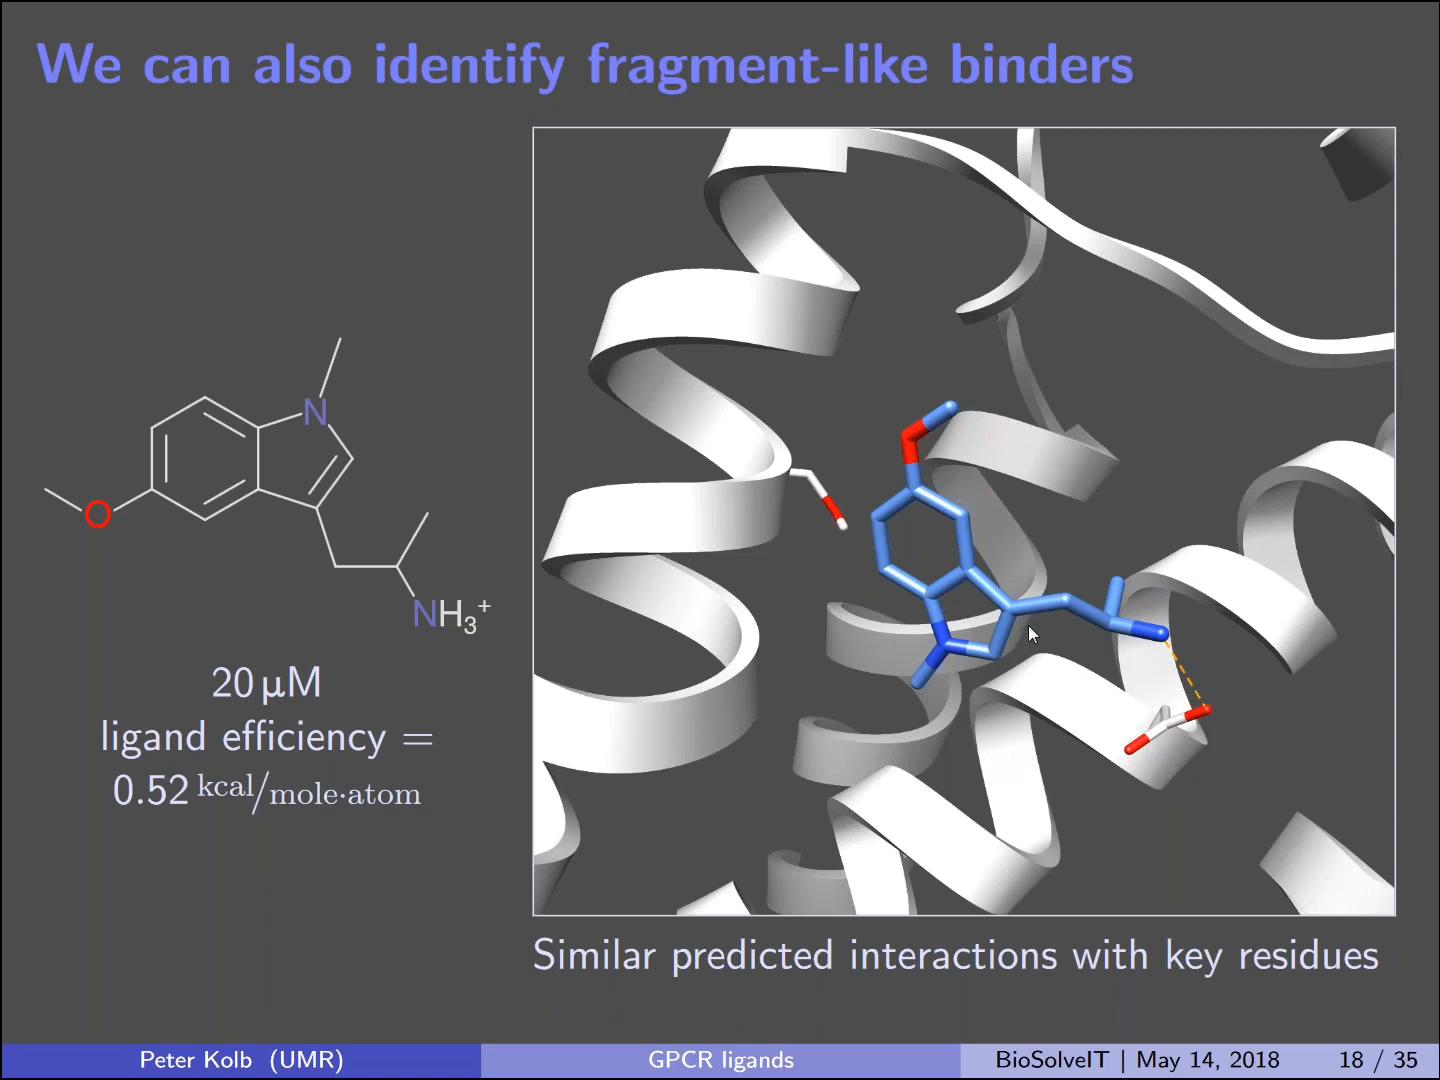 We can also identify fragment-like binders
N
O
NH₃⁺
20 μM
ligand efficiency =
0.52 kcal/mole·atom
Similar predicted interactions with key residues
Peter Kolb (UMR) GPCR ligands BioSolveIT | May 14, 2018 18 / 35